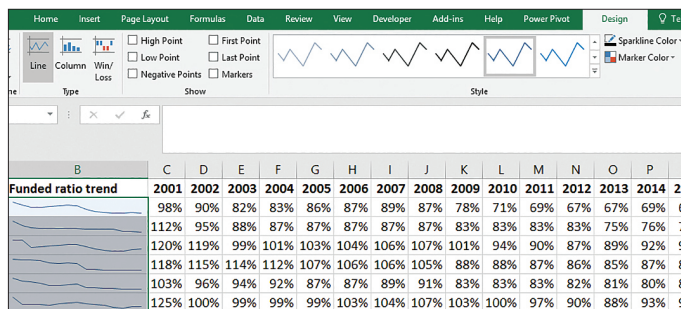 Home Insert Page Layout Formulas Data Review View Developer Add-ins Help Power Pivot Design
High Point First Point Sparkline Color
Low Point Last Point Marker Color
Line Column Win/
Loss
Negative Points Markers
Type Show Style
fx
B C D E F G H I J K L M N O P
Funded ratio trend 2001 2002 2003 2004 2005 2006 2007 2008 2009 2010 2011 2012 2013 2014
98% 90% 82% 83% 86% 87% 89% 87% 78% 71% 69% 67% 67% 69%
112% 95% 88% 87% 87% 87% 87% 87% 83% 83% 83% 83% 75% 76%
120% 119% 99% 101% 103% 104% 106% 107% 101% 94% 90% 87% 89% 92%
118% 115% 114% 112% 107% 106% 106% 105% 88% 88% 87% 86% 85% 87%
103% 96% 94% 92% 87% 87% 89% 91% 83% 83% 83% 82% 81% 80%
125% 100% 99% 99% 99% 103% 104% 107% 103% 100% 97% 90% 88% 93%